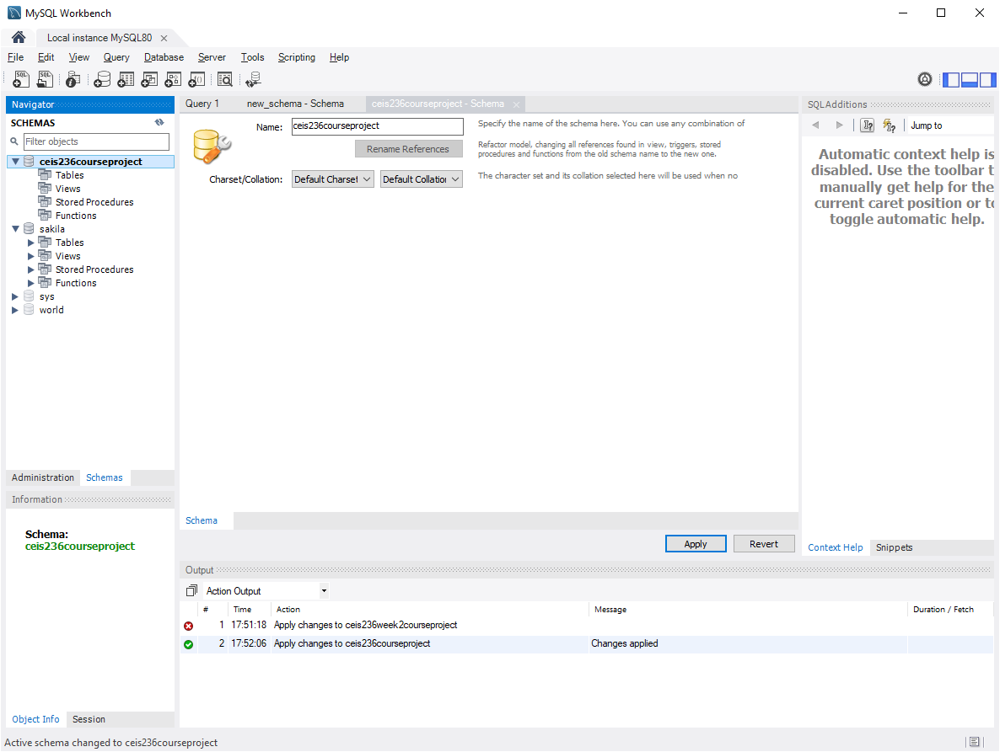 MySQL Workbench
Local instance MySQL80
File Edit View Query Database Server Tools Scripting Help
Navigator
SCHEMAS
Filter objects
ceis236courseproject
Tables
Views
Stored Procedures
Functions
sakila
Tables
Views
Stored Procedures
Functions
sys
world
Administration Schemas
Information
Schema:
ceis236courseproject
Object Info Session
Query 1 new_schema - Schema ceis236courseproject - Schema
Name: ceis236courseproject Specify the name of the schema here. You can use any combination of
Rename References Refactor model, changing all references found in view, triggers, stored
procedures and functions from the old schema name to the new one.
Charset/Collation: Default Charset Default Collation The character set and its collation selected here will be used when no
Schema
Apply Revert
SQLAdditions
Jump to
Automatic context help is
disabled. Use the toolbar t
manually get help for the
current caret position or to
toggle automatic help.
Context Help Snippets
Output
Action Output
# Time Action Message Duration / Fetch
1 17:51:18 Apply changes to ceis236week2courseproject
2 17:52:06 Apply changes to ceis236courseproject Changes applied
Active schema changed to ceis236courseproject